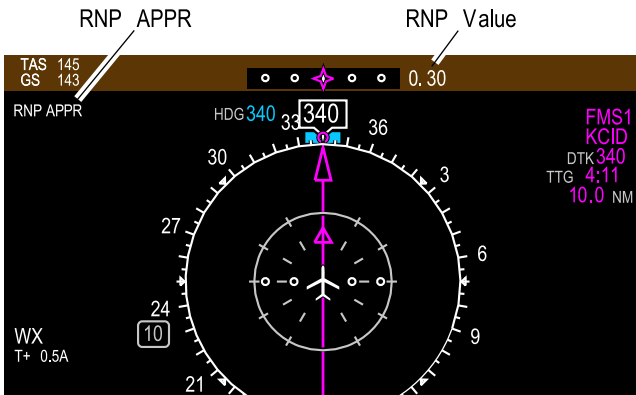 RNP APPR
RNP Value
TAS 145
GS 143
0.30
RNP APPR
HDG 340
340
33
36
30
3
27
6
24
9
21
FMS1
KCID
DTK 340
TTG 4:11
10.0 NM
10
WX
T+ 0.5A